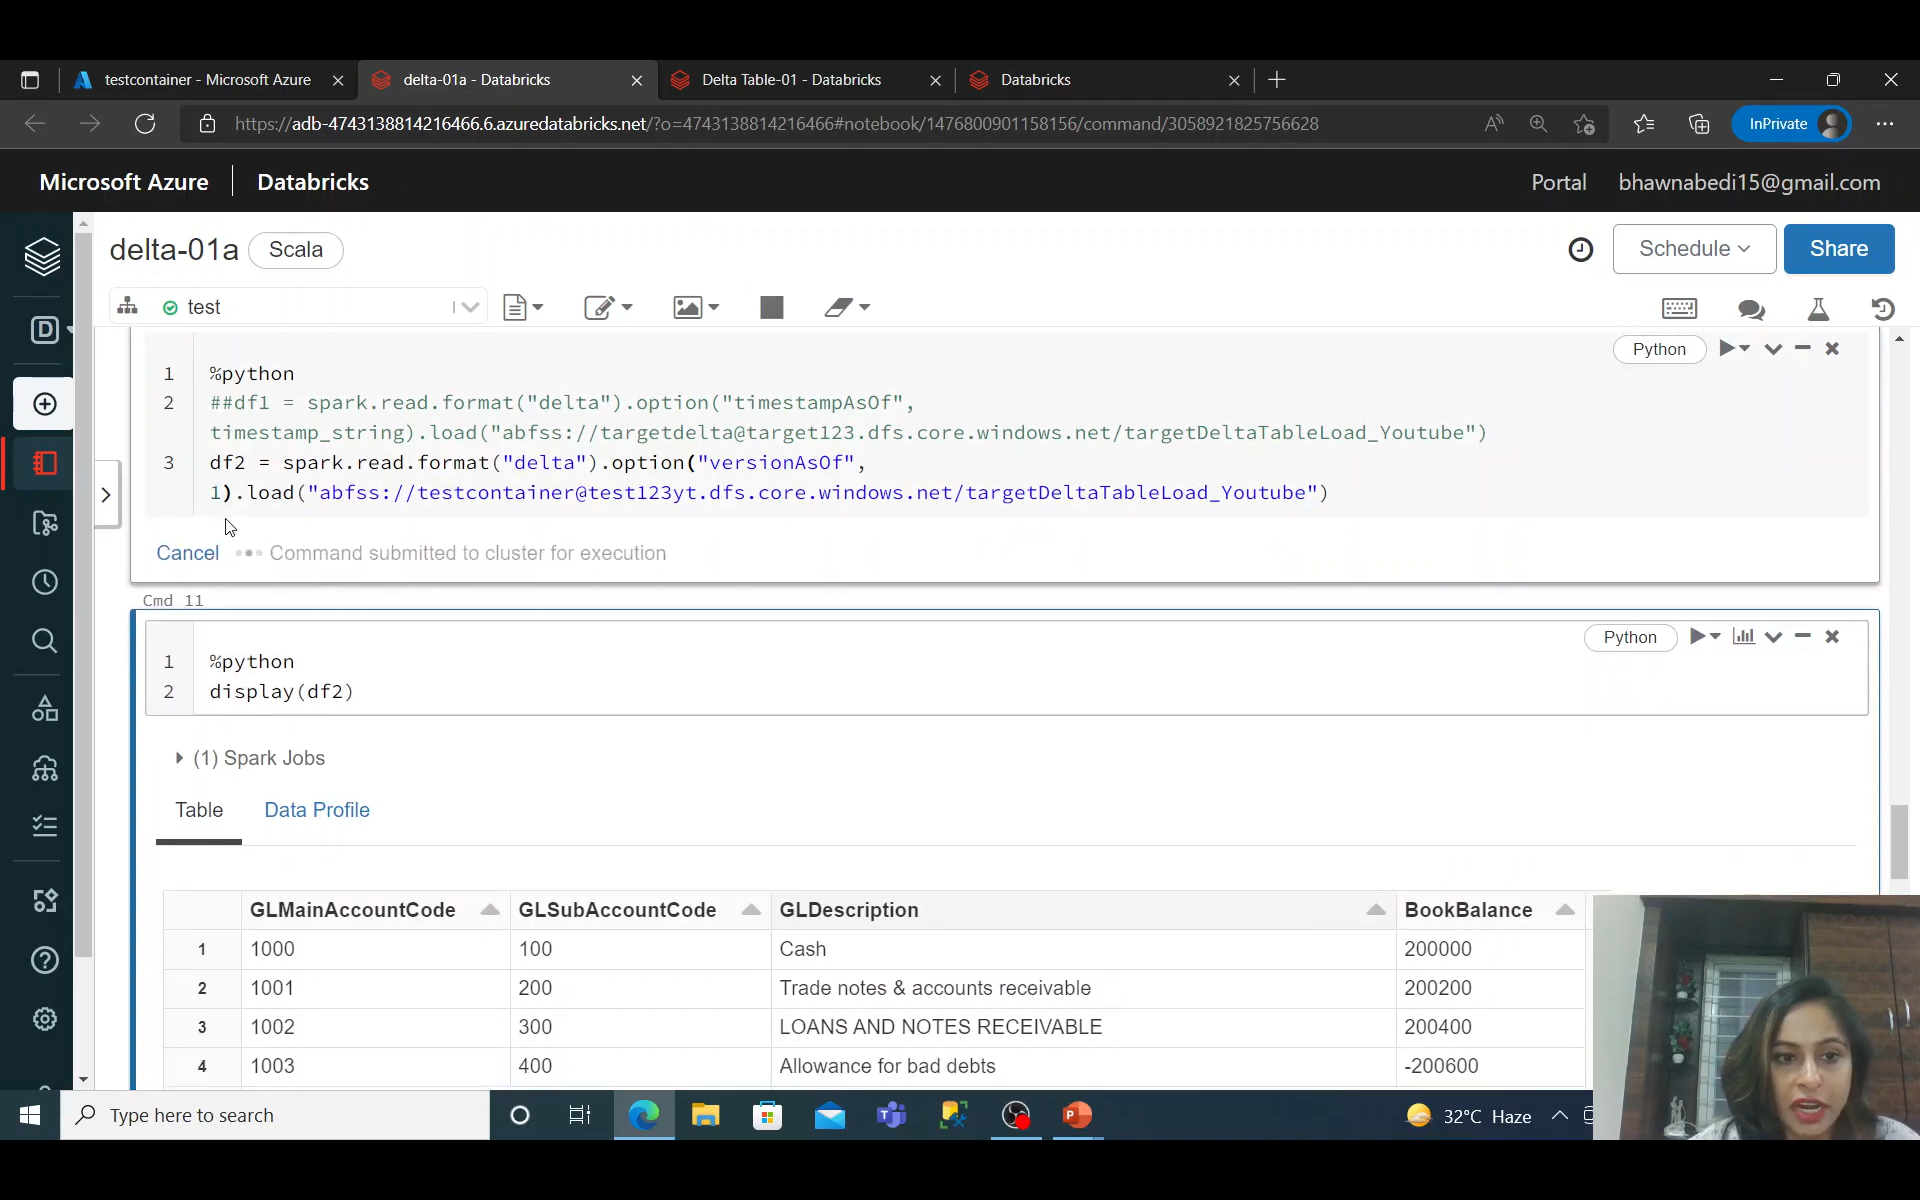 testcontainer - Microsoft Azure
delta-01a - Databricks
Delta Table-01 - Databricks
Databricks
https://adb-4743138814216466.6.azuredatabricks.net/?o=4743138814216466#notebook/1476800901158156/command/3058921825756628
InPrivate
Microsoft Azure
Databricks
Portal
bhawnabedi15@gmail.com
delta-01a
Scala
Schedule
Share
test
Python
1 %python
2 ##df1 = spark.read.format("delta").option("timestampAsOf",
timestamp_string).load("abfss://targetdelta@target123.dfs.core.windows.net/targetDeltaTableLoad_Youtube")
3 df2 = spark.read.format("delta").option("versionAsOf",
1).load("abfss://testcontainer@test123yt.dfs.core.windows.net/targetDeltaTableLoad_Youtube")
Cancel
Command submitted to cluster for execution
Cmd 11
Python
1 %python
2 display(df2)
(1) Spark Jobs
Table
Data Profile
GLMainAccountCode GLSubAccountCode GLDescription BookBalance
1 1000 100 Cash 200000
2 1001 200 Trade notes & accounts receivable 200200
3 1002 300 LOANS AND NOTES RECEIVABLE 200400
4 1003 400 Allowance for bad debts -200600
Type here to search
32°C Haze